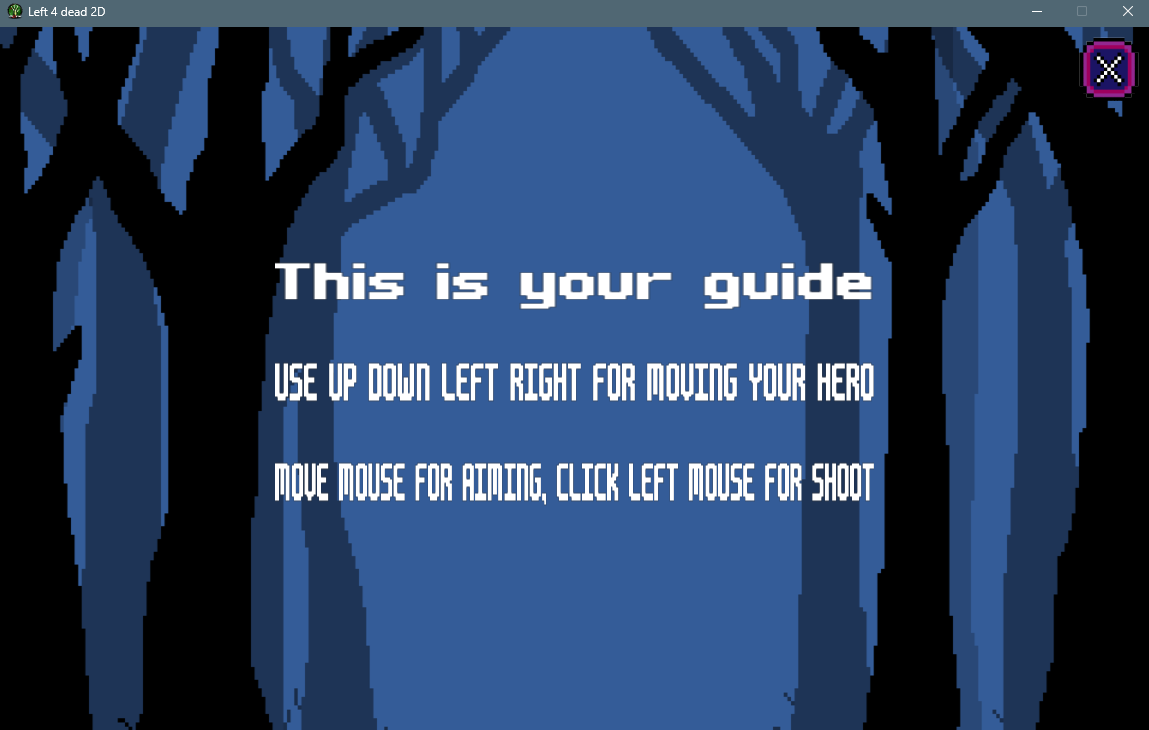 Left 4 dead 2D
This is your guide
USE UP DOWN LEFT RIGHT FOR MOVING YOUR HERO
MOVE MOUSE FOR AIMING, CLICK LEFT MOUSE FOR SHOOT